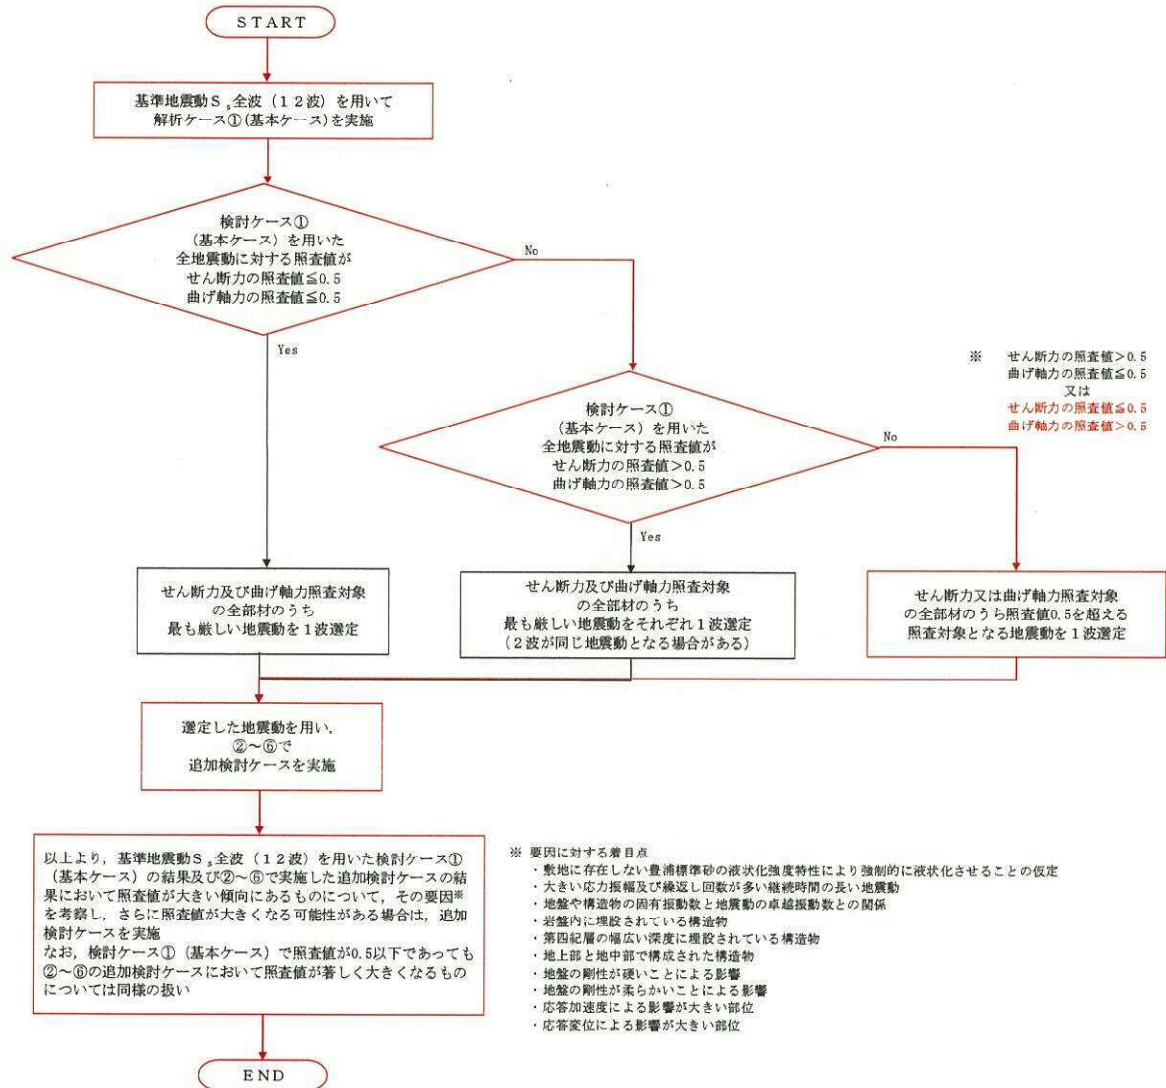 START
基準地震動Ss全波（12波）を用いて
解析ケース①(基本ケース)を実施
検討ケース①
（基本ケース）を用いた
全地震動に対する照査値が
せん断力の照査値≦0.5
曲げ軸力の照査値≦0.5
No
Yes
※ せん断力の照査値>0.5
曲げ軸力の照査値≦0.5
又は
せん断力の照査値≦0.5
曲げ軸力の照査値>0.5
検討ケース①
（基本ケース）を用いた
全地震動に対する照査値が
せん断力の照査値>0.5
曲げ軸力の照査値>0.5
No
Yes
せん断力及び曲げ軸力照査対象
の全部材のうち
最も厳しい地震動を1波選定
せん断力及び曲げ軸力照査対象
の全部材のうち
最も厳しい地震動をそれぞれ1波選定
（2波が同じ地震動となる場合がある）
せん断力又は曲げ軸力照査対象
の全部材のうち照査値0.5を超える
照査対象となる地震動を1波選定
選定した地震動を用い，
②～⑥で
追加検討ケースを実施
以上より，基準地震動Ss全波（12波）を用いた検討ケース①
（基本ケース）の結果及び②～⑥で実施した追加検討ケースの結
果において照査値が大きい傾向にあるものについて，その要因※
を考察し，さらに照査値が大きくなる可能性がある場合は，追加
検討ケースを実施
なお，検討ケース①（基本ケース）で照査値が0.5以下であっても
②～⑥の追加検討ケースにおいて照査値が著しく大きくなるもの
については同様の扱い
※ 要因に対する着目点
・敷地に存在しない豊浦標準砂の液状化強度特性により強制的に液状化させることの仮定
・大きい応力振幅及び繰返し回数が多い継続時間の長い地震動
・地盤や構造物の固有振動数と地震動の卓越振動数との関係
・岩盤内に埋設されている構造物
・第四紀層の幅広い深度に埋設されている構造物
・地上部と地中部で構成された構造物
・地盤の剛性が硬いことによる影響
・地盤の剛性が柔らかいことによる影響
・応答加速度による影響が大きい部位
・応答変位による影響が大きい部位
END